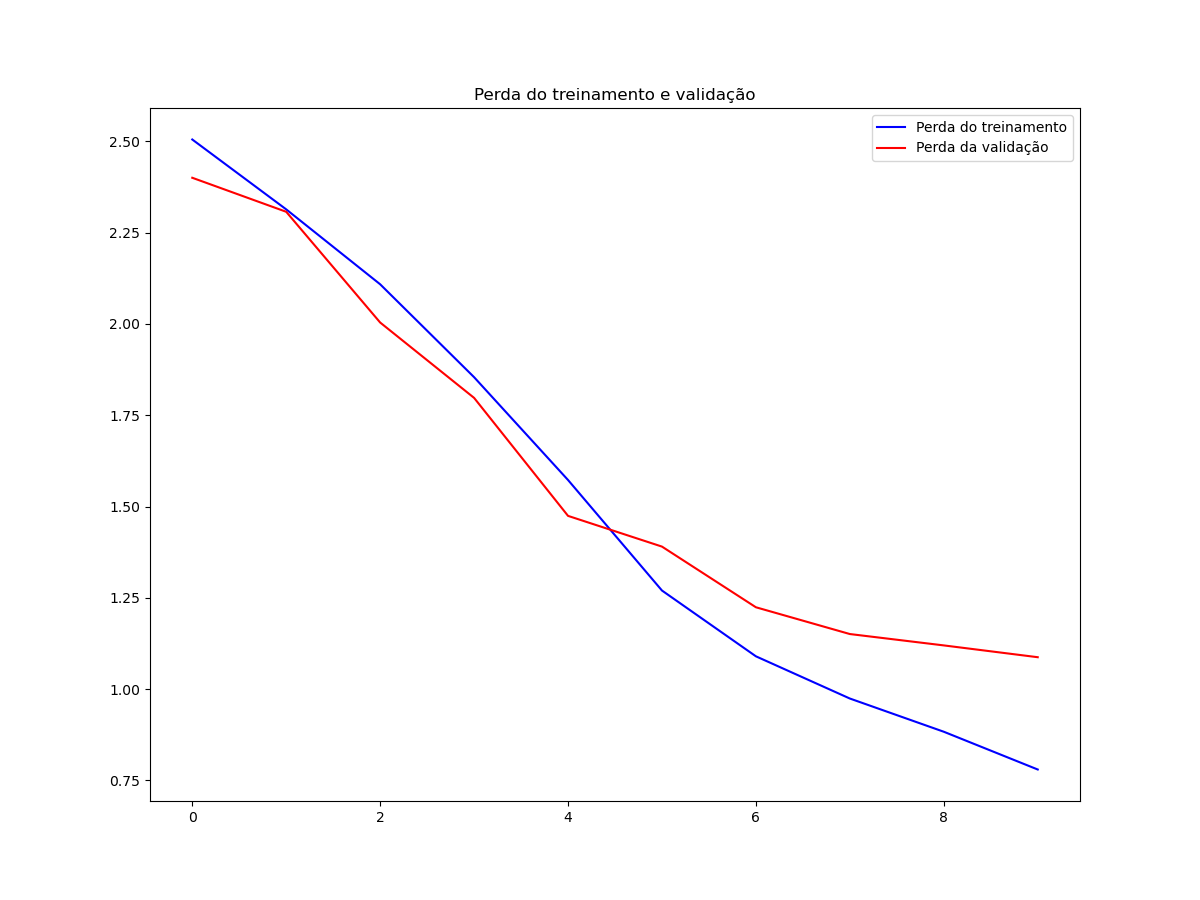 Perda do treinamento e validação
Perda do treinamento
Perda da validação
2.50
2.25
2.00
1.75
1.50
1.25
1.00
0.75
0 2 4 6 8